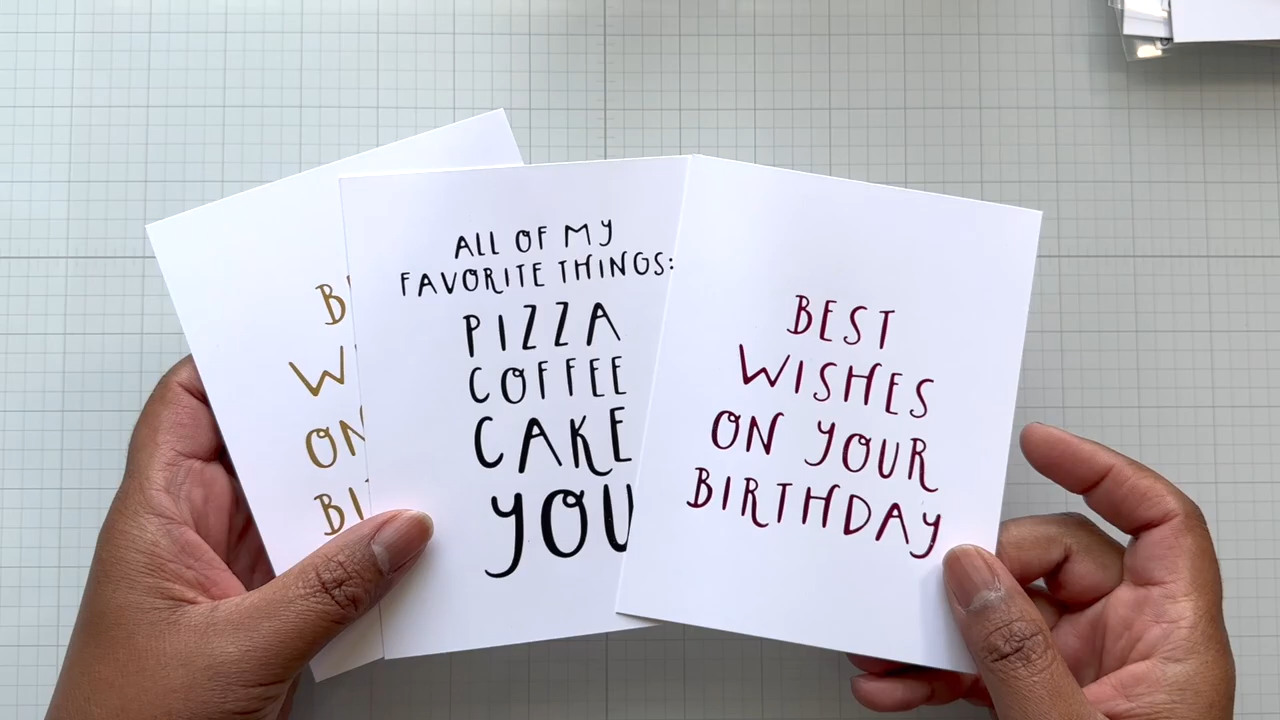 ALL OF MY
FAVORITE THINGS:
PIZZA
COFFEE
CAKE
YOU
BEST
WISHES
ON YOUR
BIRTHDAY